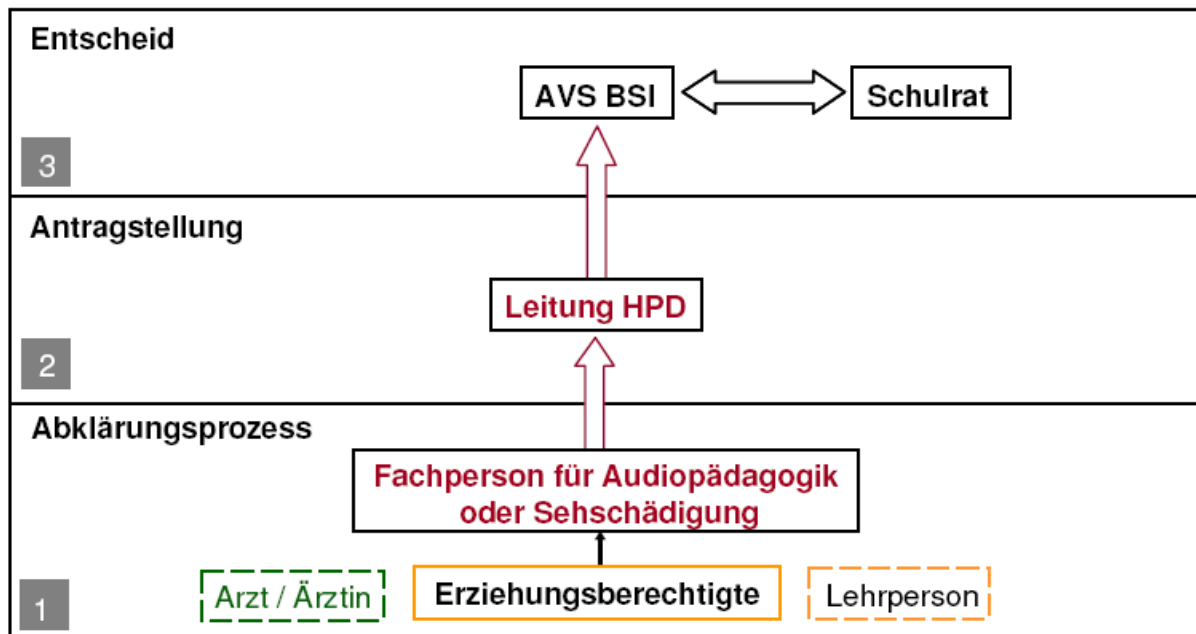 Entscheid
AVS BSI
Schulrat
3
Antragstellung
Leitung HPD
2
Abklärungsprozess
Fachperson für Audiopädagogik
oder Sehschädigung
1
Arzt / Ärztin
Erziehungsberechtigte
Lehrperson